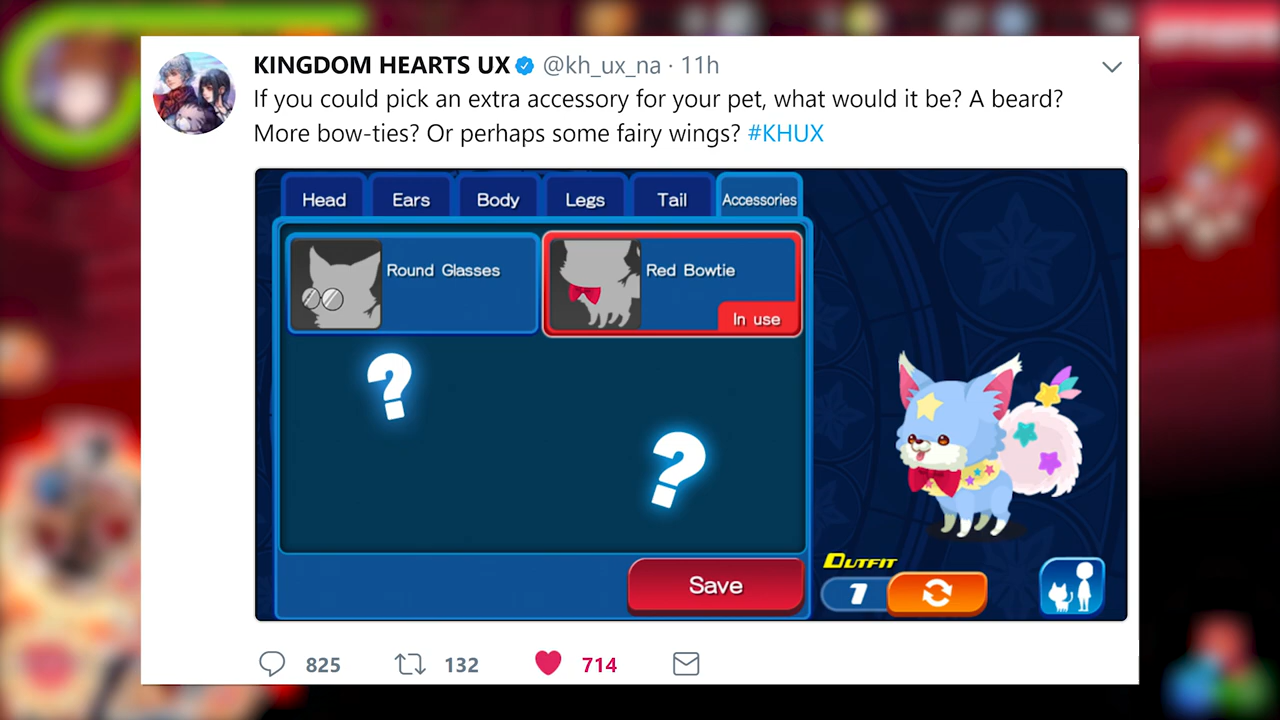 KINGDOM HEARTS UX @kh_ux_na · 11h
If you could pick an extra accessory for your pet, what would it be? A beard?
More bow-ties? Or perhaps some fairy wings? #KHUX
Head Ears Body Legs Tail Accessories
Round Glasses Red Bowtie
In use
?
?
OUTFIT
Save 1
825 132 714